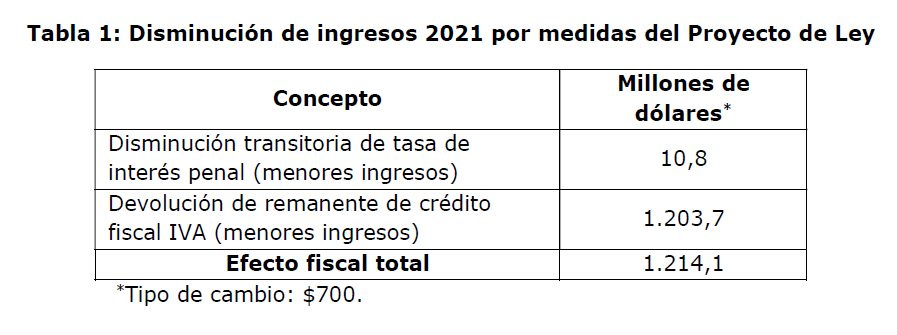 Tabla 1: Disminución de ingresos 2021 por medidas del Proyecto de Ley
Concepto
Millones de
dólares*
Disminución transitoria de tasa de
interés penal (menores ingresos)
10,8
Devolución de remanente de crédito
fiscal IVA (menores ingresos)
1.203,7
Efecto fiscal total
1.214,1
*Tipo de cambio: $700.